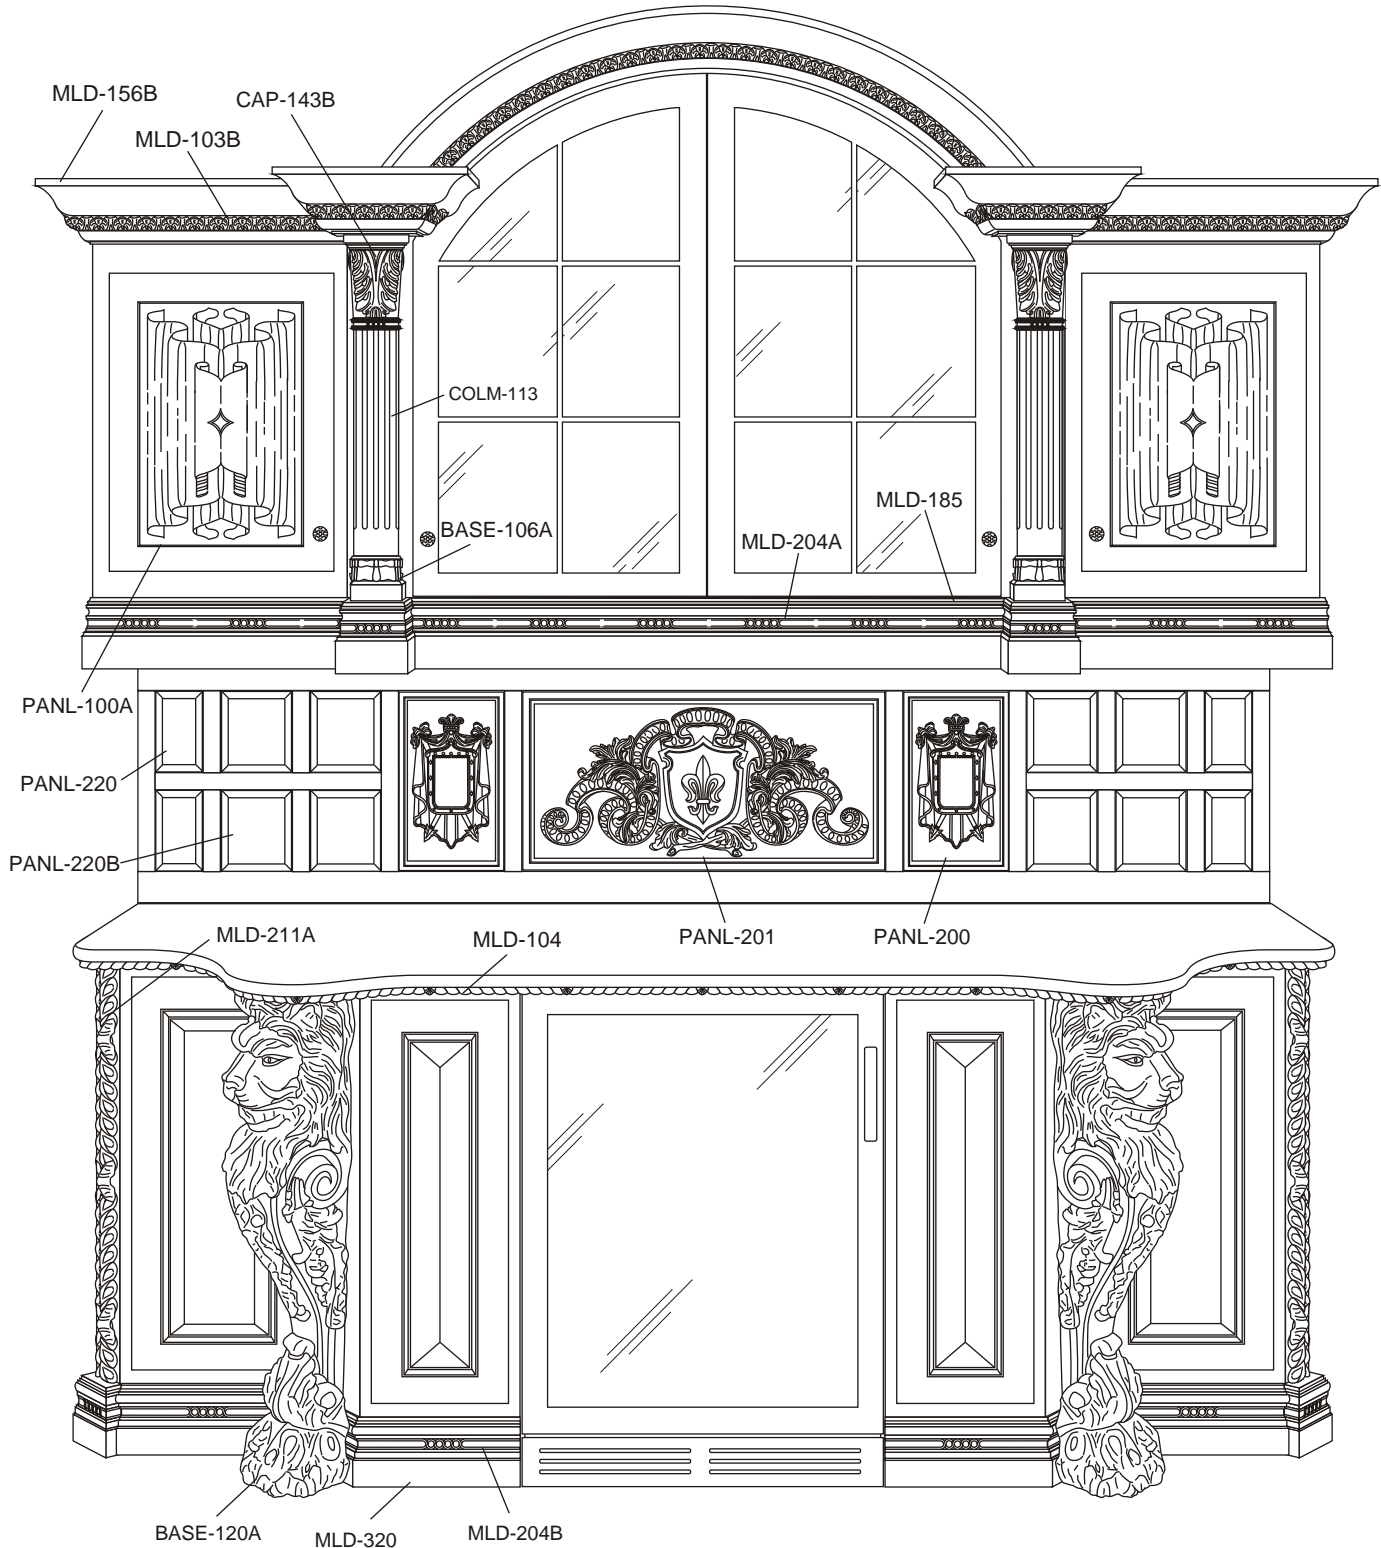 MLD-156B
CAP-143B
MLD-103B
COLM-113
MLD-185
BASE-106A
MLD-204A
PANL-100A
PANL-220
PANL-220B
MLD-211A
MLD-104
PANL-201
PANL-200
BASE-120A
MLD-320
MLD-204B